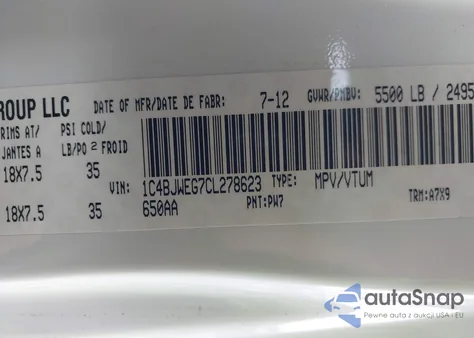 GROUP LLC DATE OF MFR/DATE DE FABR: 7-12 GVWR/PNBV: 5500 LB / 2495
RIMS AT/ PSI COLD/
JANTES A LB/PO² FROID
18X7.5 35
VIN: 1C4BJWEG7CL278623 TYPE: MPV/VTUM
18X7.5 35 650AA PNT:PW7 TRM:A7X9
autoSnap
Pewne auta z aukcji USA - EU